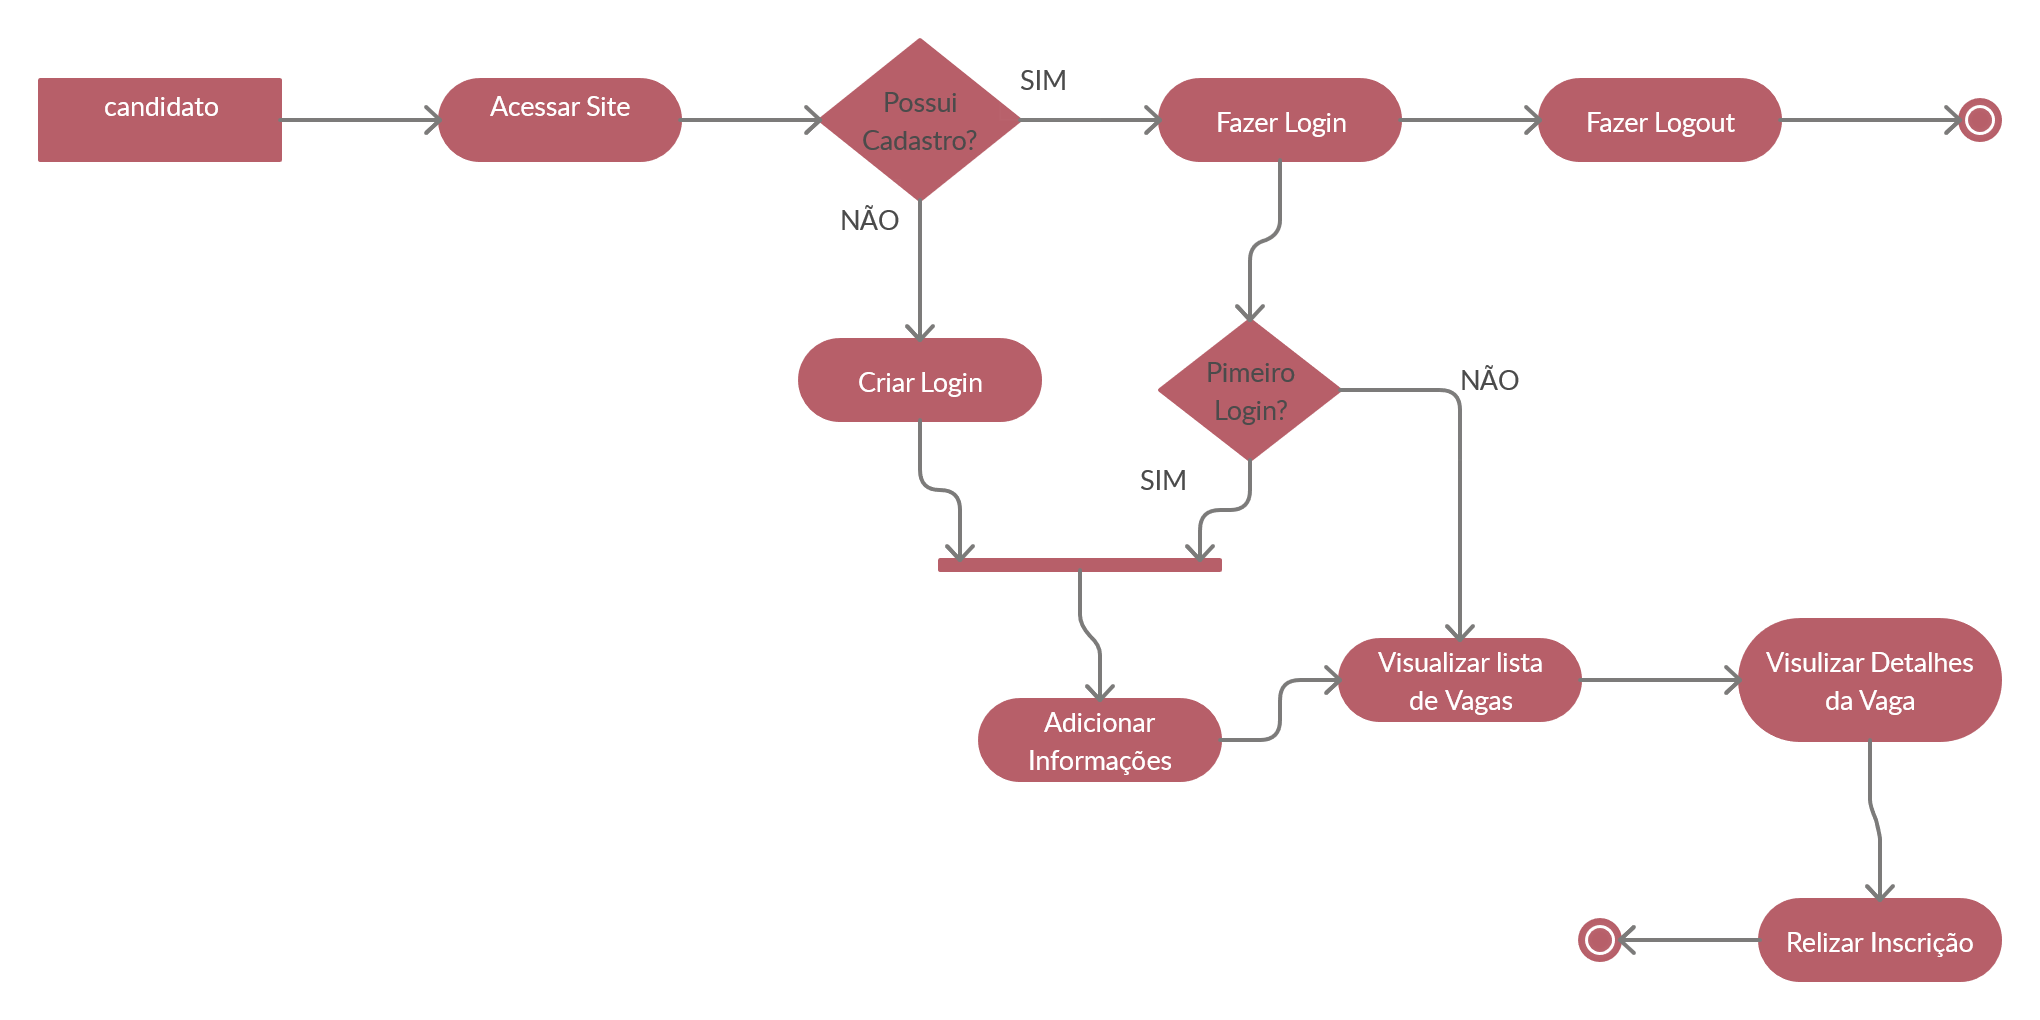 candidato
Acessar Site
Possui
Cadastro?
SIM
Fazer Login
Fazer Logout
NÃO
Criar Login
Pimeiro
Login?
NÃO
SIM
Adicionar
Informações
Visualizar lista
de Vagas
Visulizar Detalhes
da Vaga
Relizar Inscrição